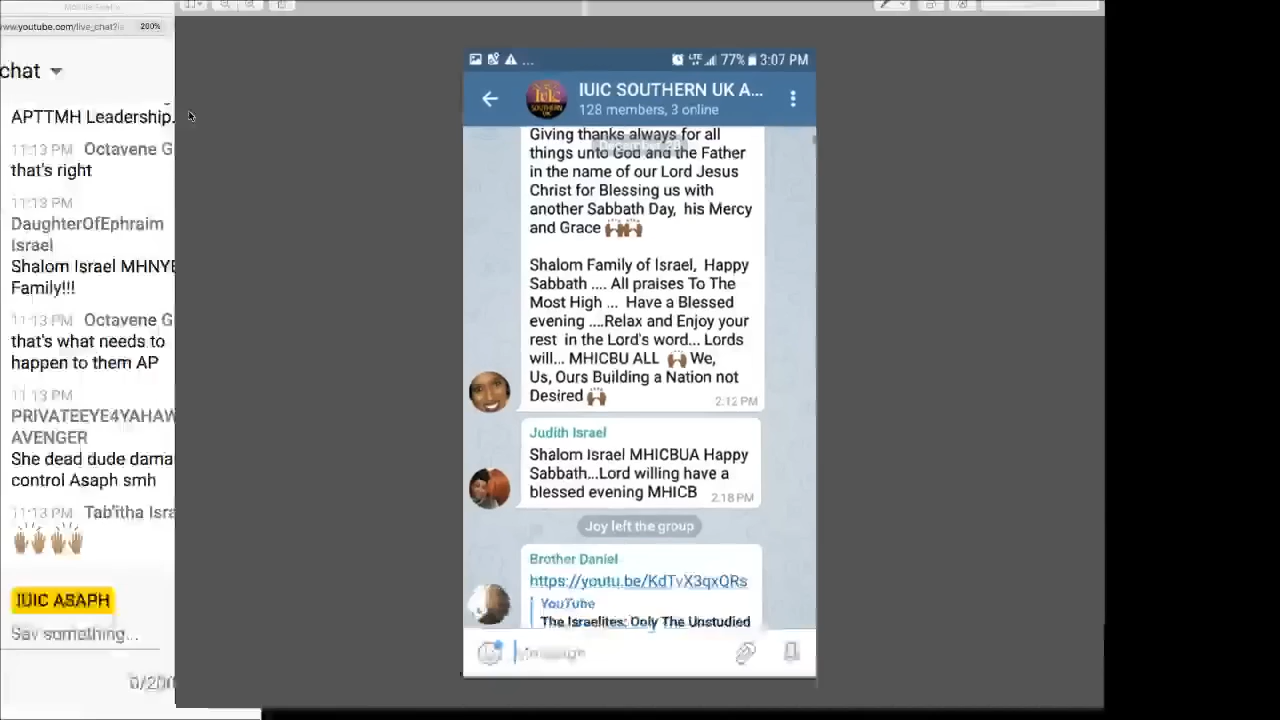 www.youtube.com/live_chat?is
200%
chat
APTTMH Leadership.
11:13 PM Octavene G
that's right
11:13 PM
DaughterOfEphraim
Israel
Shalom Israel MHNYB
Family!!!
11:13 PM Octavene G
that's what needs to
happen to them AP
11:13 PM
PRIVATEEYE4YAHAW
AVENGER
She dead dude dama
control Asaph smh
11:13 PM Tab'itha Isra
IUIC ASAPH
Say something...
0/200
LTE 77% 3:07 PM
IUIC SOUTHERN UK A...
128 members, 3 online
Giving thanks always for all
things unto God and the Father
in the name of our Lord Jesus
Christ for Blessing us with
another Sabbath Day, his Mercy
and Grace 🙌🏾🙌🏾
Shalom Family of Israel, Happy
Sabbath .... All praises To The
Most High ... Have a Blessed
evening ....Relax and Enjoy your
rest in the Lord's word... Lords
will... MHICBU ALL 🙌🏾 We,
Us, Ours Building a Nation not
Desired 🙌🏾
2:12 PM
Judith Israel
Shalom Israel MHICBUA Happy
Sabbath...Lord willing have a
blessed evening MHICB 2:18 PM
Joy left the group
Brother Daniel
https://youtu.be/KdTvX3qxQRs
YouTube
The Israelites: Only The Unstudied
Message